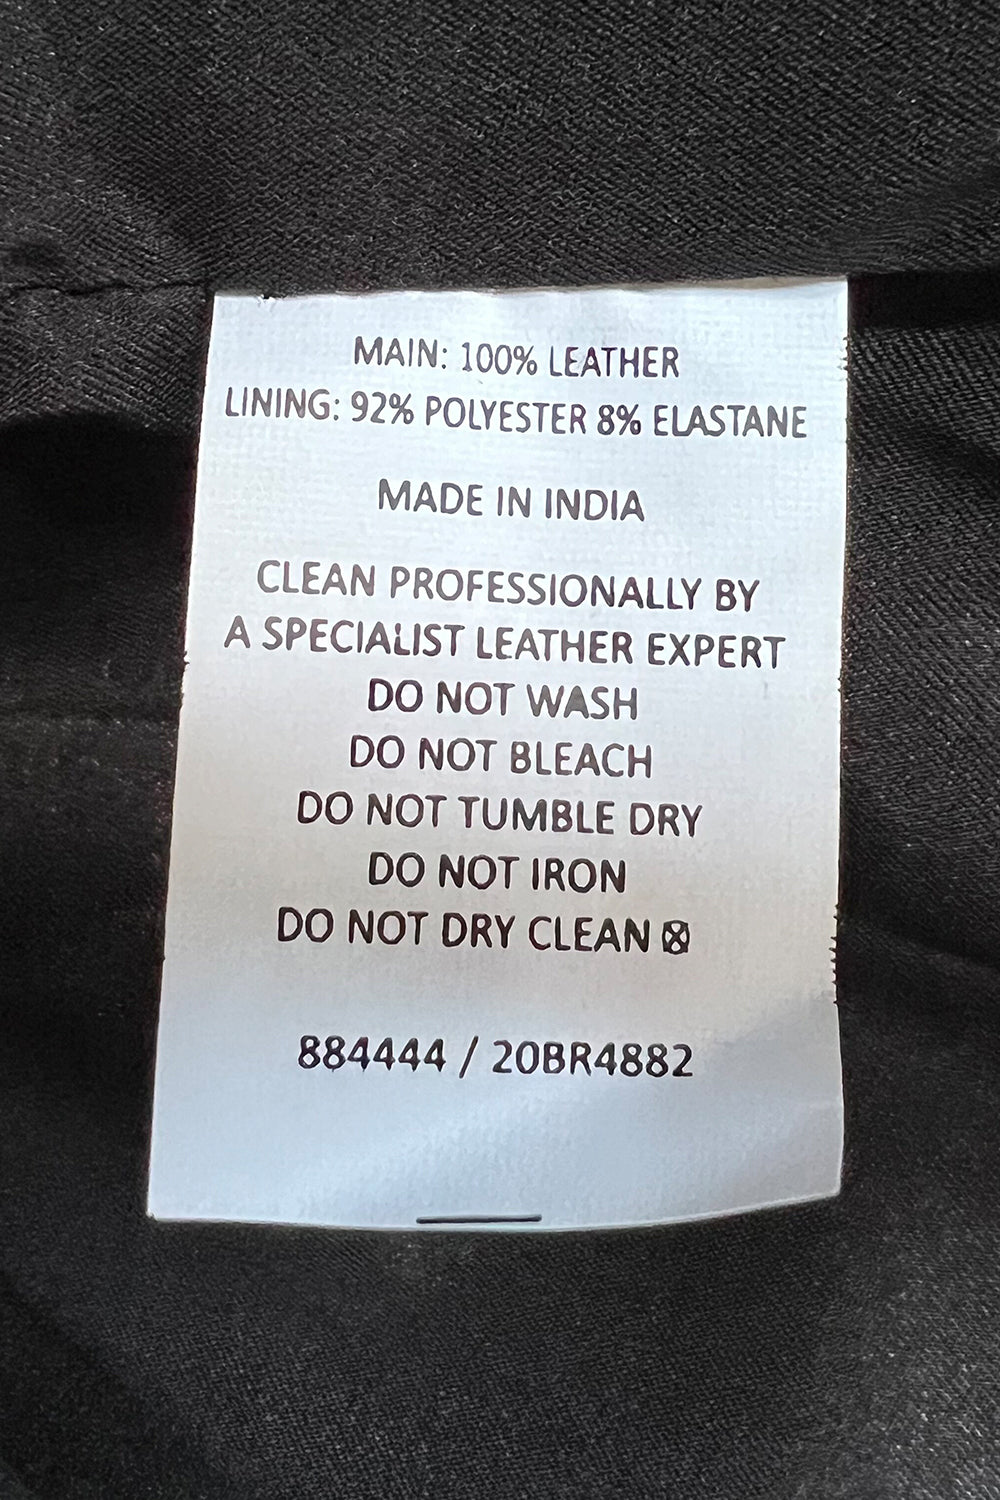 MAIN: 100% LEATHER
LINING: 92% POLYESTER 8% ELASTANE
MADE IN INDIA
CLEAN PROFESSIONALLY BY
A SPECIALIST LEATHER EXPERT
DO NOT WASH
DO NOT BLEACH
DO NOT TUMBLE DRY
DO NOT IRON
DO NOT DRY CLEAN
884444 / 20BR4882